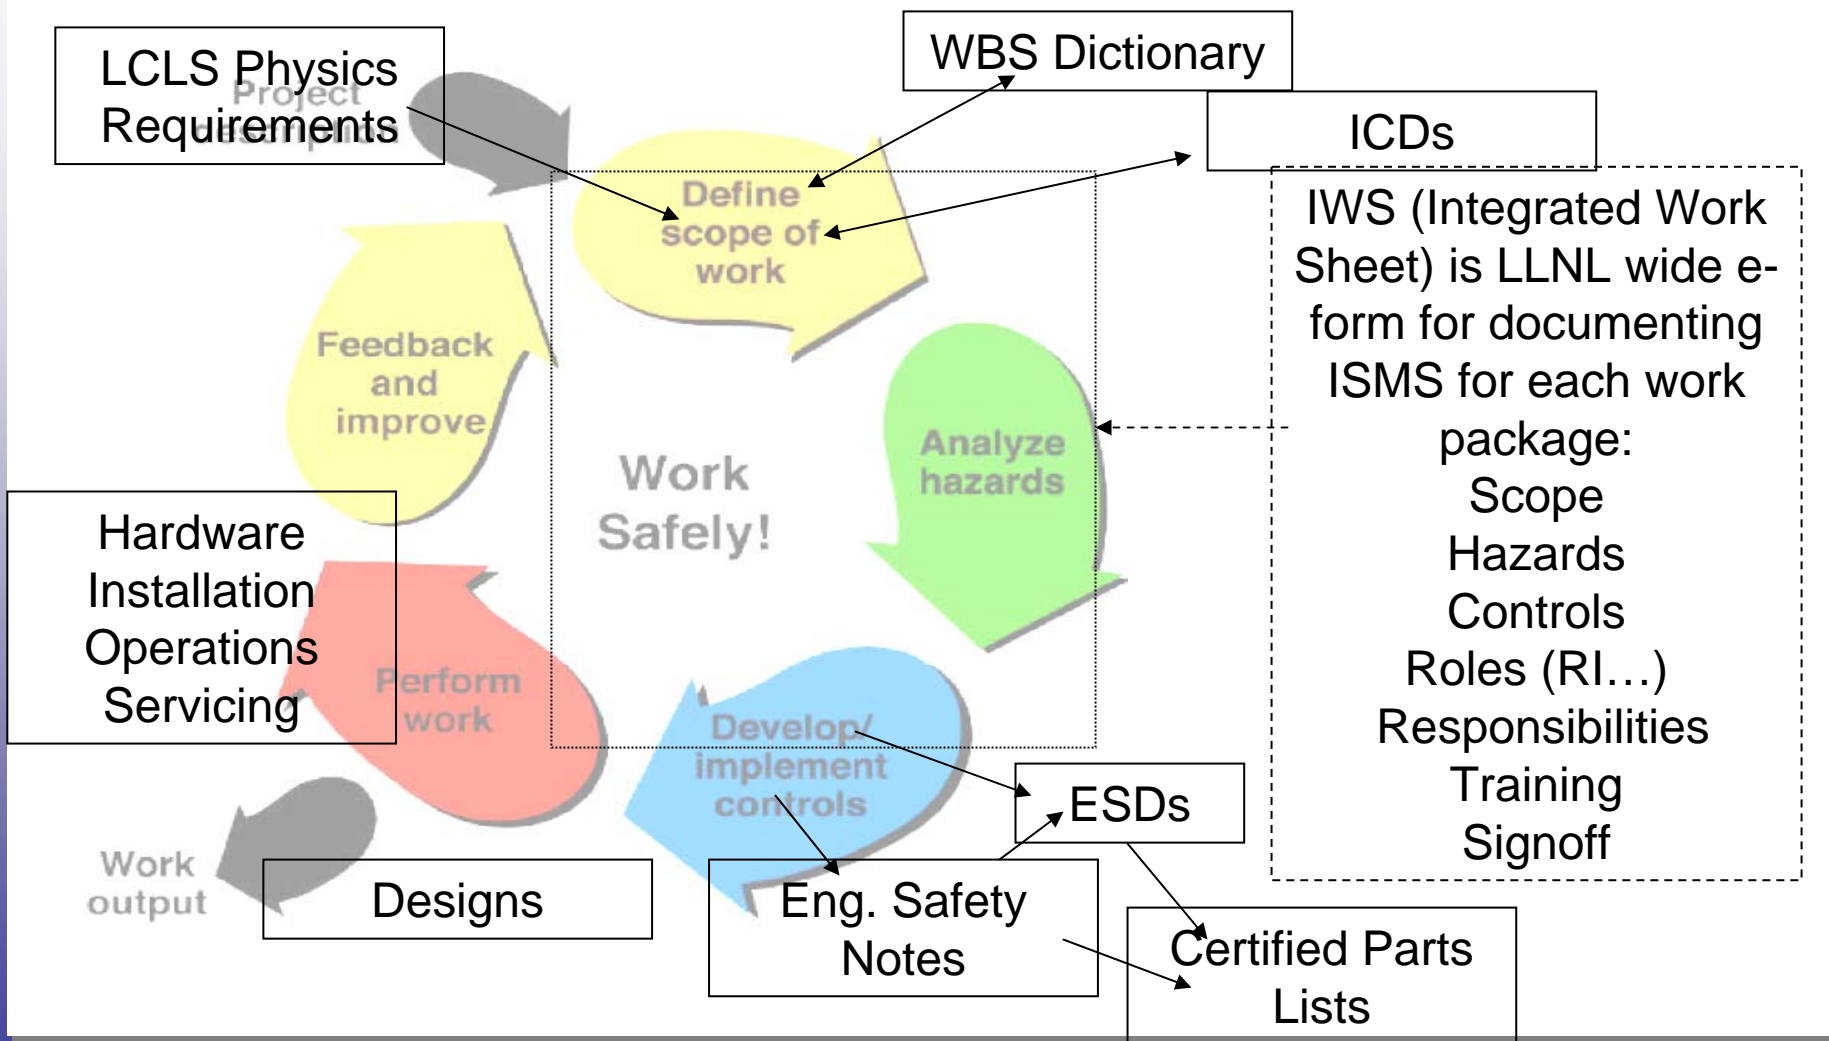 LCLS Physics
Requirements
Project
description
WBS Dictionary
ICDs
Define
scope of
work
IWS (Integrated Work
Sheet) is LLNL wide e-
form for documenting
ISMS for each work
package:
Scope
Hazards
Controls
Roles (RI…)
Responsibilities
Training
Signoff
Feedback
and
improve
Analyze
hazards
Work
Safely!
Hardware
Installation
Operations
Servicing
Perform
work
Develop/
implement
controls
ESDs
Work
output
Designs
Eng. Safety
Notes
Certified Parts
Lists